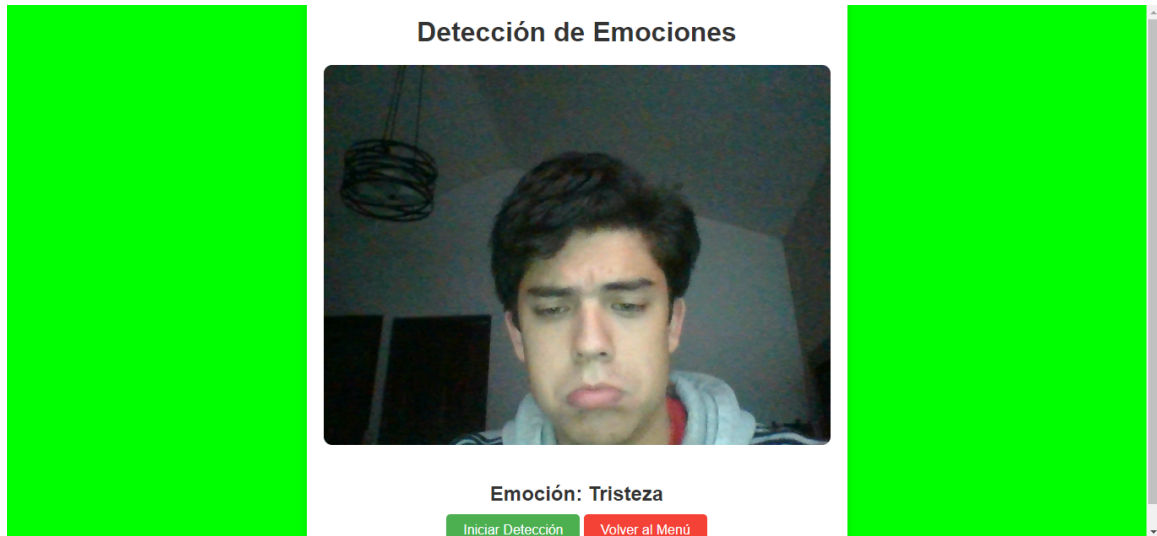 Detección de Emociones
Emoción: Tristeza
Iniciar Detección
Volver al Menú